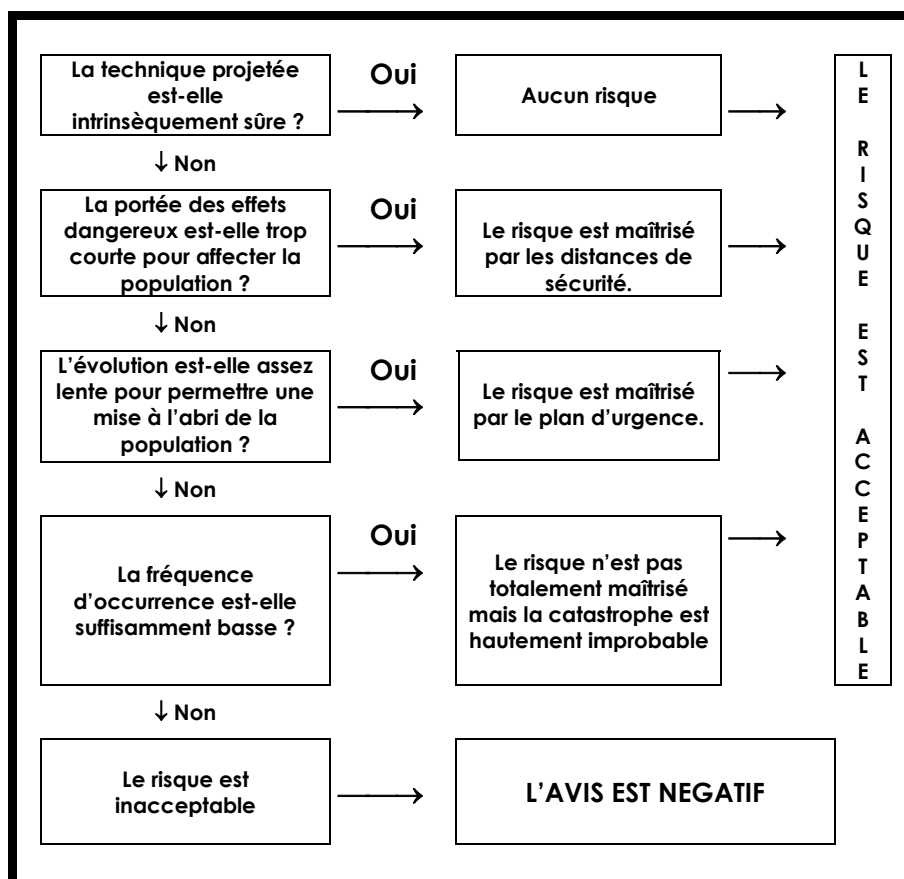 La technique projetée
est-elle
intrinsèquement sûre ?
Oui
→
Aucun risque
→
↓ Non
La portée des effets
dangereux est-elle trop
courte pour affecter la
population ?
Oui
→
Le risque est maîtrisé
par les distances de
sécurité.
→
↓ Non
L’évolution est-elle assez
lente pour permettre une
mise à l’abri de la
population ?
Oui
→
Le risque est maîtrisé
par le plan d’urgence.
→
↓ Non
La fréquence
d’occurrence est-elle
suffisamment basse ?
Oui
→
Le risque n’est pas
totalement maîtrisé
mais la catastrophe est
hautement improbable
→
↓ Non
Le risque est
inacceptable
→
L’AVIS EST NEGATIF
LE RISQUE EST ACCEPTABLE